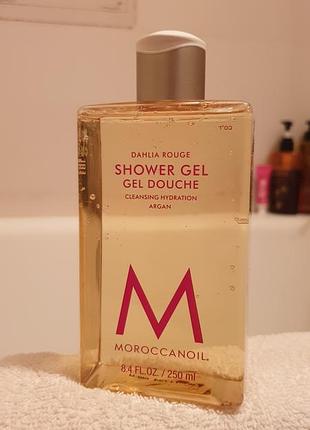 DAHLIA ROUGE
SHOWER GEL
GEL DOUCHE
CLEANSING HYDRATION
ARGAN
M
MOROCCANOIL®
8.4 FL.OZ. / 250 ml